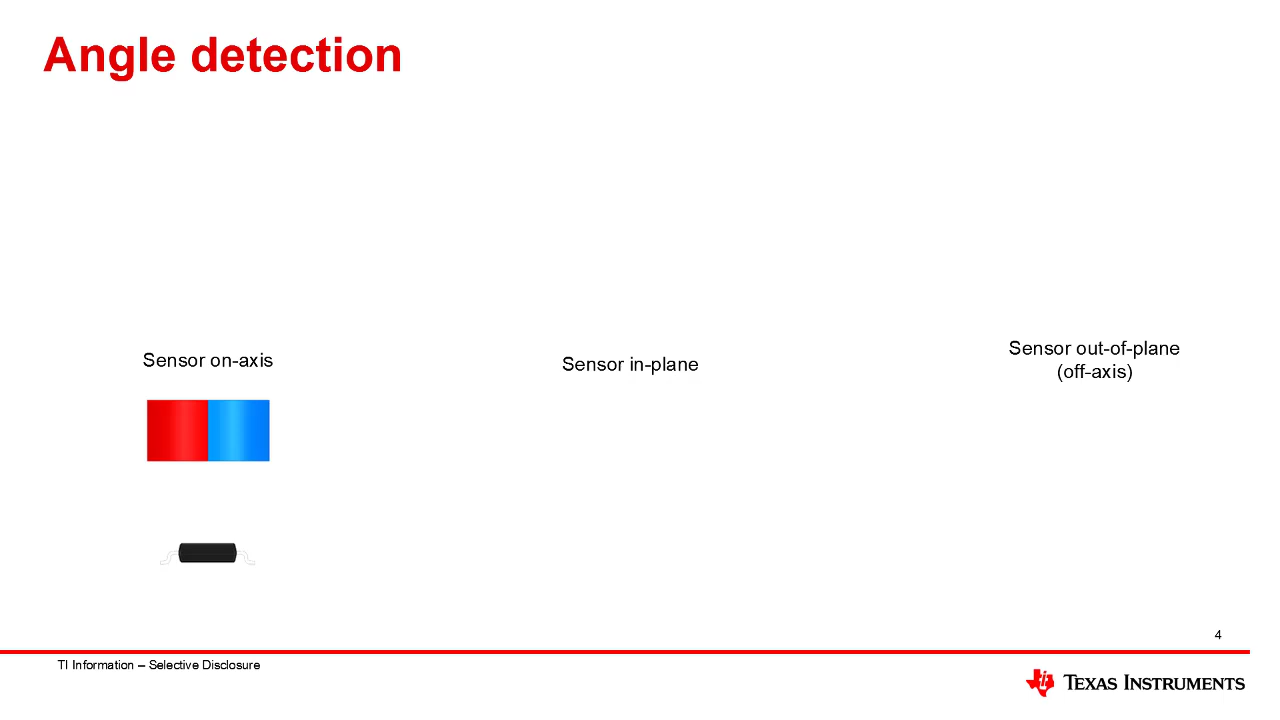 Angle detection
Sensor on-axis
Sensor in-plane
Sensor out-of-plane
(off-axis)
4
TI Information – Selective Disclosure
TEXAS INSTRUMENTS